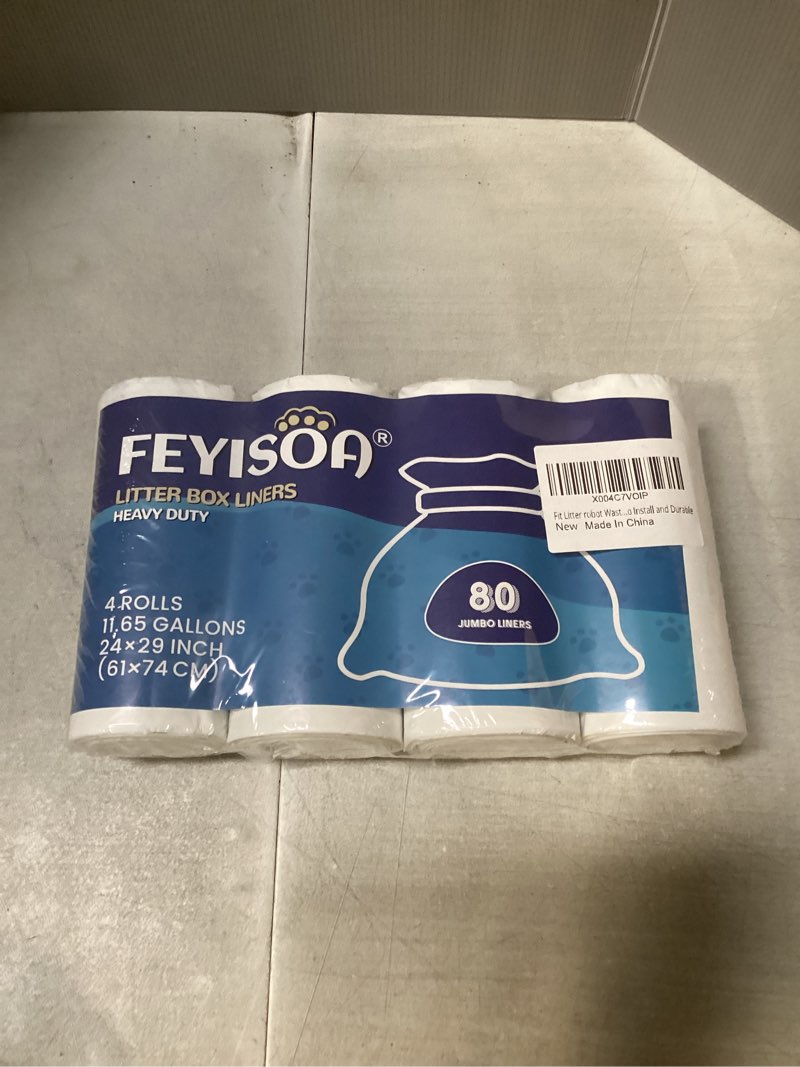 FEYISOA®
LITTER BOX LINERS
HEAVY DUTY
4 ROLLS
11.65 GALLONS
24×29 INCH
(61×74 CM)
80
JUMBO LINERS
X004C7VOIP
Fit Litter robot Wast...o Install and Durable
New Made In China